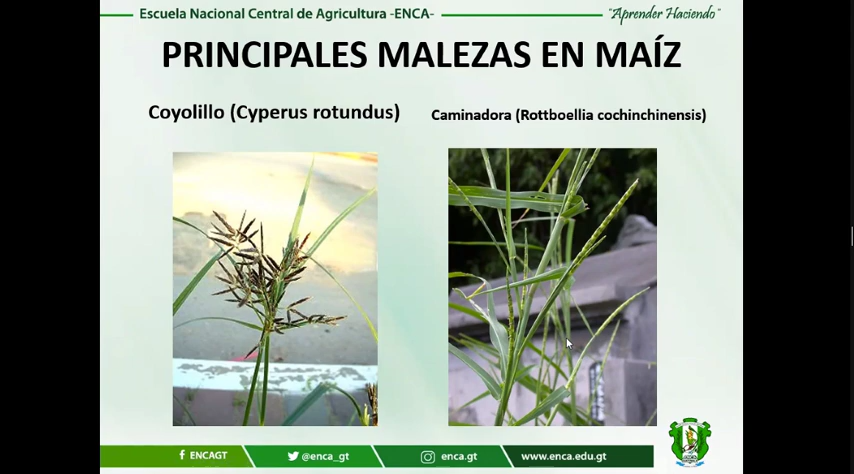 Escuela Nacional Central de Agricultura -ENCA-
"Aprender Haciendo"
PRINCIPALES MALEZAS EN MAÍZ
Coyolillo (Cyperus rotundus)
Caminadora (Rottboellia cochinchinensis)
ENCAGT
@enca_gt
enca.gt
www.enca.edu.gt